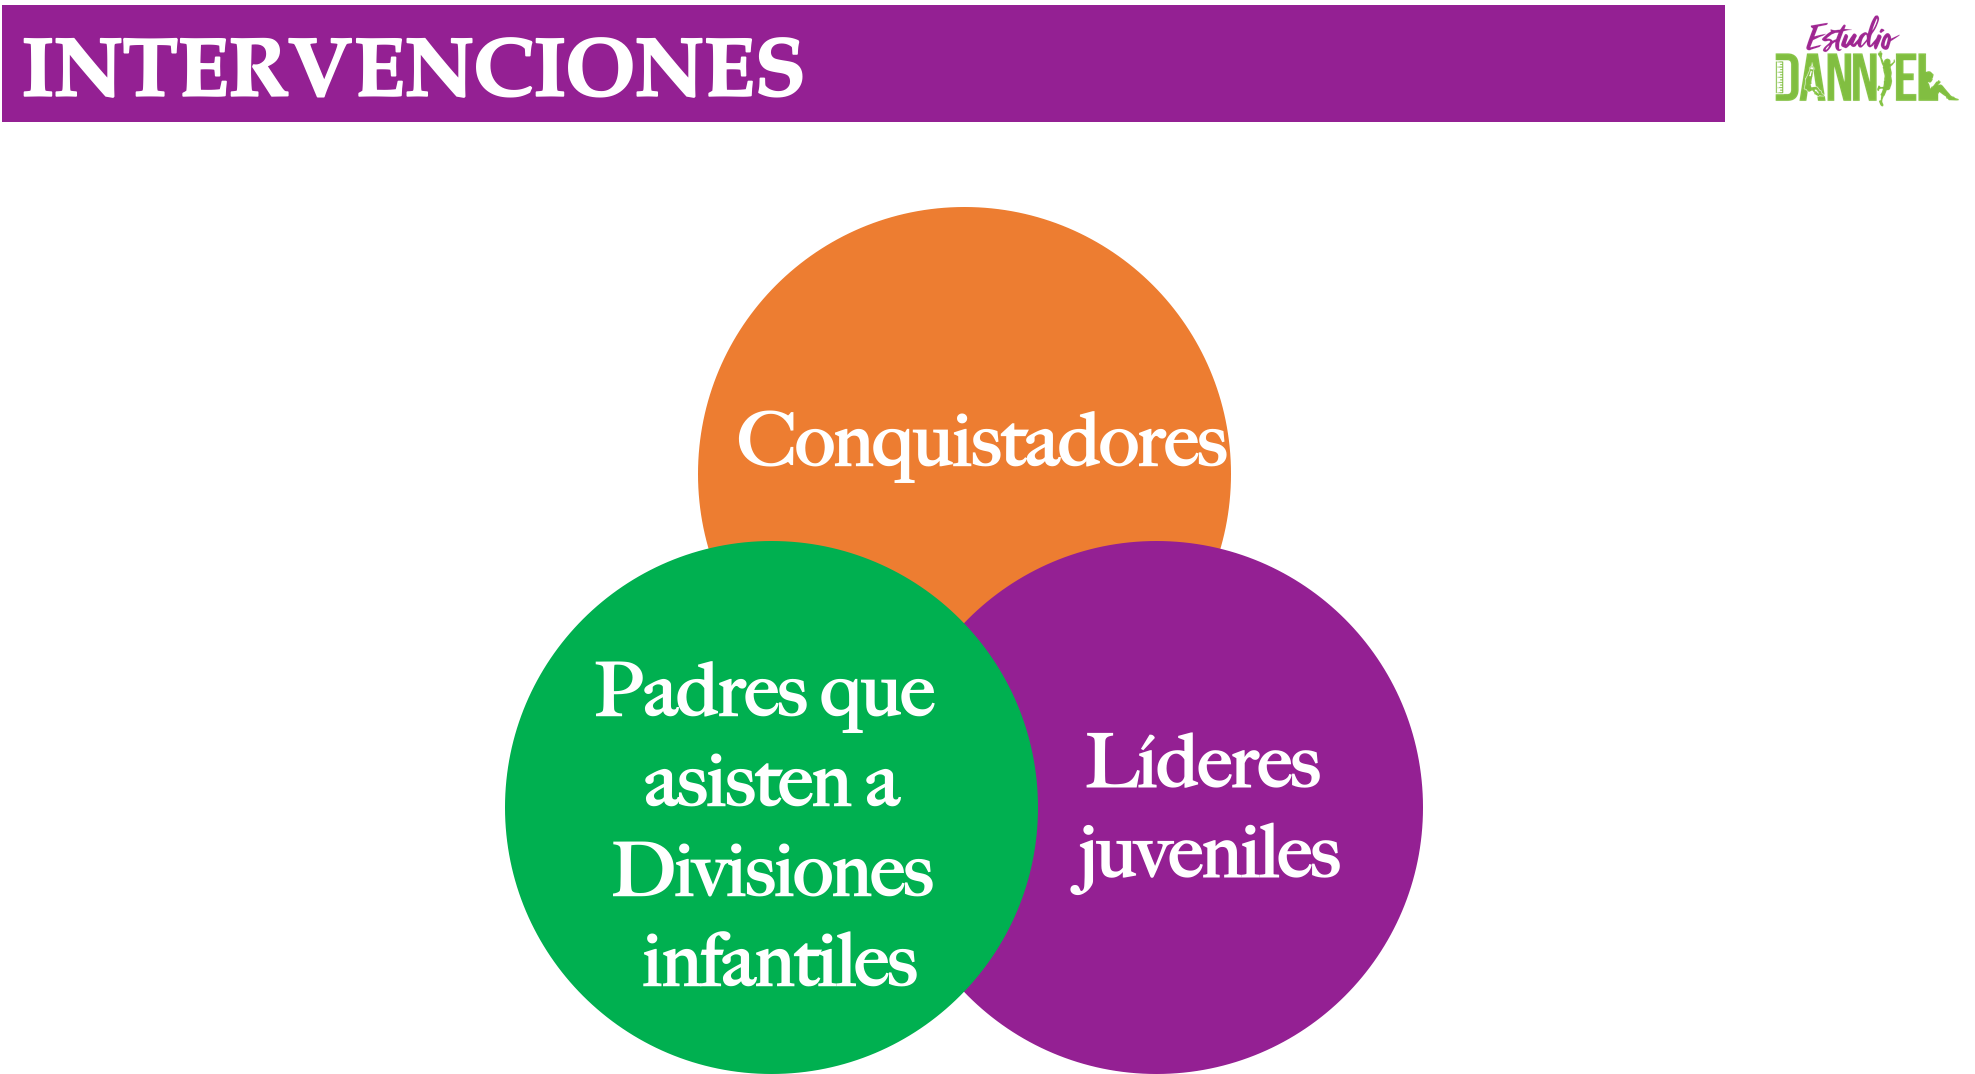 INTERVENCIONES
Estudio
DANNIEL
Conquistadores
Padres que
asisten a
Divisiones
infantiles
Líderes
juveniles